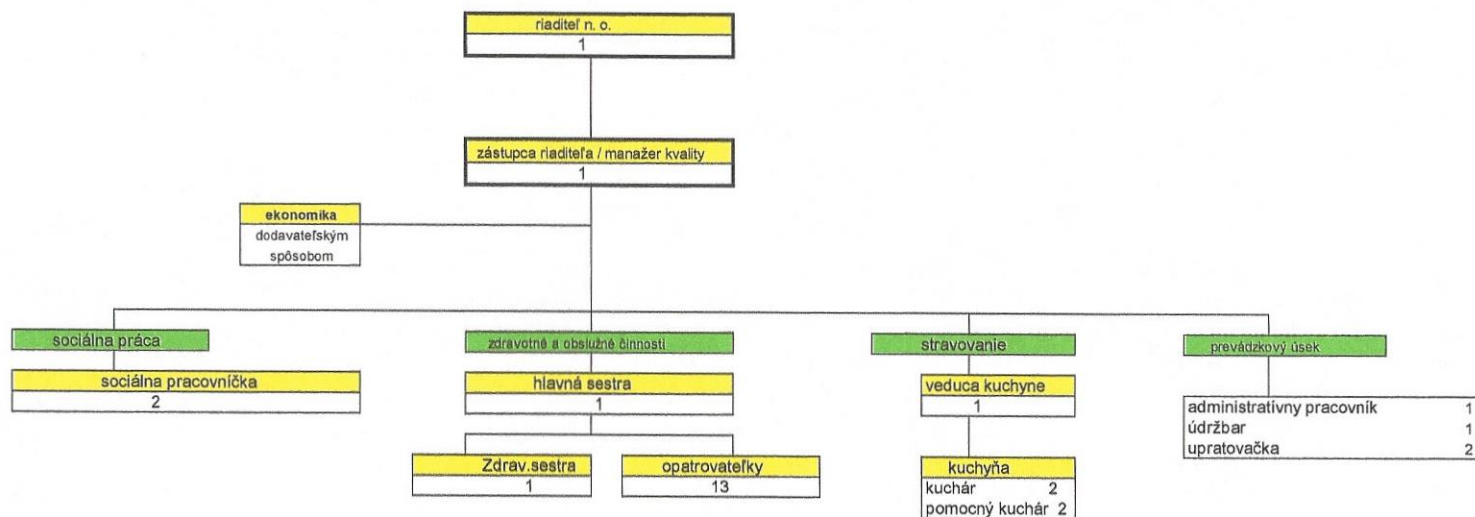 riaditeľ n. o.
1
zástupca riaditeľa / manažer kvality
1
ekonomika
dodavateľským
spôsobom
sociálna práca
zdravotné a obslužné činnosti
stravovanie
prevádzkový úsek
sociálna pracovníčka
2
hlavná sestra
1
veduca kuchyne
1
administratívny pracovník 1
údržbar 1
upratovačka 2
Zdrav.sestra
1
opatrovateľky
13
kuchyňa
kuchár 2
pomocný kuchár 2